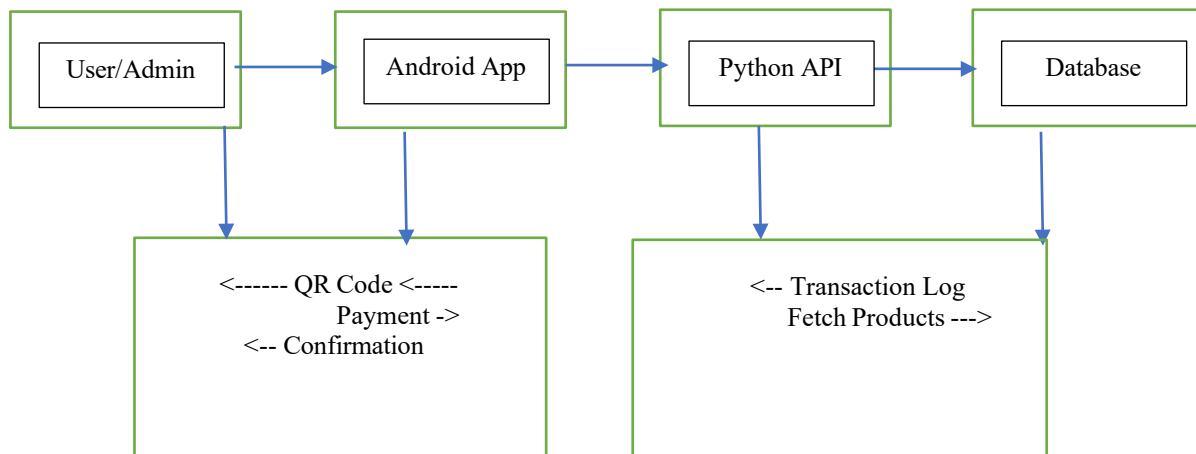 User/Admin
Android App
Python API
Database
<------ QR Code <-----
Payment ->
<-- Confirmation
<-- Transaction Log
Fetch Products --->